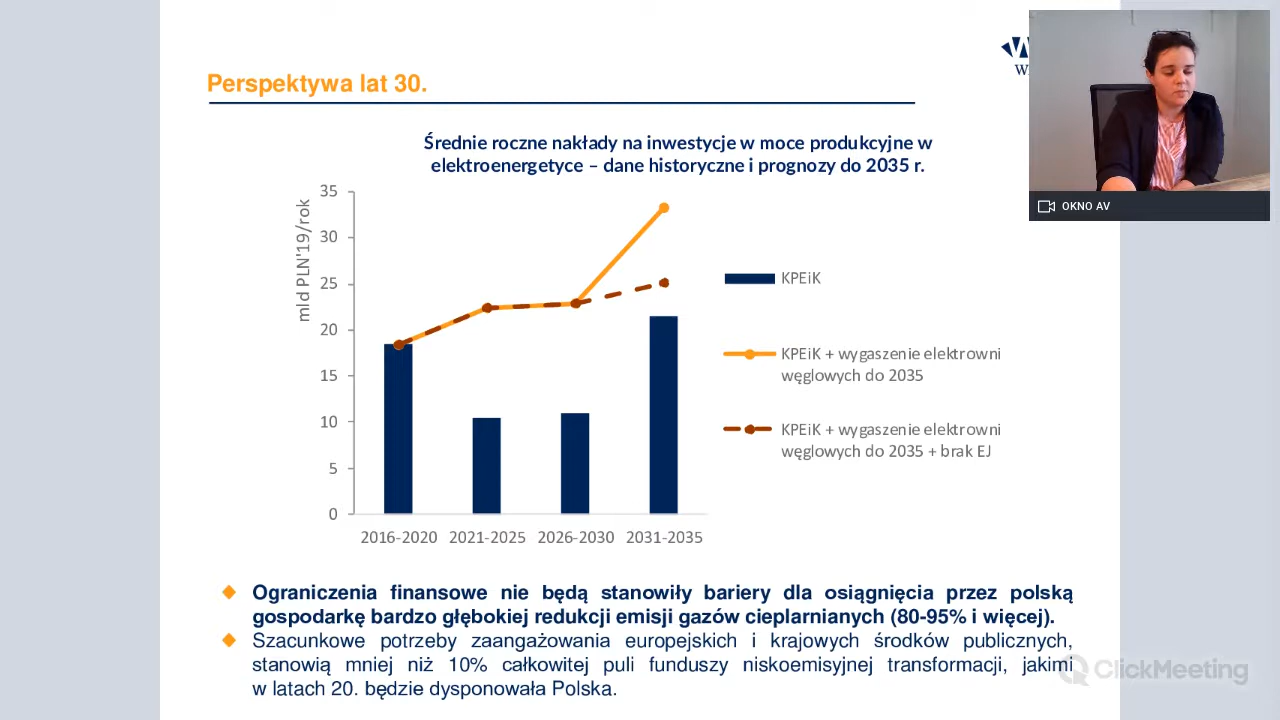 Perspektywa lat 30.
OKNO AV
Średnie roczne nakłady na inwestycje w moce produkcyjne w
elektroenergetyce – dane historyczne i prognozy do 2035 r.
mld PLN'19/rok
35
30
25
20
15
10
5
0
2016-2020 2021-2025 2026-2030 2031-2035
KPEiK
KPEiK + wygaszenie elektrowni
węglowych do 2035
KPEiK + wygaszenie elektrowni
węglowych do 2035 + brak EJ
Ograniczenia finansowe nie będą stanowiły bariery dla osiągnięcia przez polską
gospodarkę bardzo głębokiej redukcji emisji gazów cieplarnianych (80-95% i więcej).
Szacunkowe potrzeby zaangażowania europejskich i krajowych środków publicznych,
stanowią mniej niż 10% całkowitej puli funduszy niskoemisyjnej transformacji, jakimi
w latach 20. będzie dysponowała Polska.
ClickMeeting